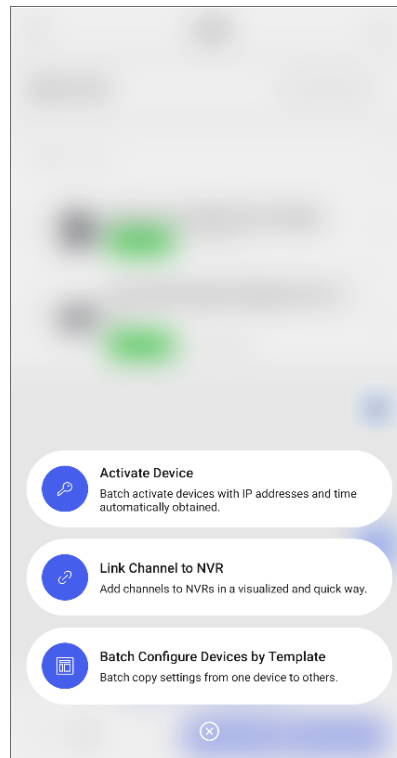 Activate Device
Batch activate devices with IP addresses and time
automatically obtained.
Link Channel to NVR
Add channels to NVRs in a visualized and quick way.
Batch Configure Devices by Template
Batch copy settings from one device to others.